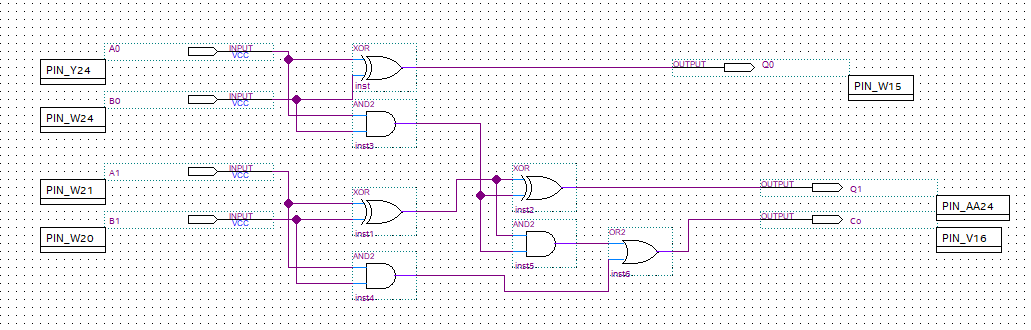 A0
INPUT
VCC
PIN_Y24
XOR
inst
OUTPUT
Q0
PIN_W15
B0
INPUT
VCC
PIN_W24
AND2
inst3
A1
INPUT
VCC
PIN_W21
XOR
inst1
XOR
inst2
OUTPUT
Q1
PIN_AA24
B1
INPUT
VCC
PIN_W20
AND2
inst5
OR2
inst6
OUTPUT
Co
PIN_V16
AND2
inst4